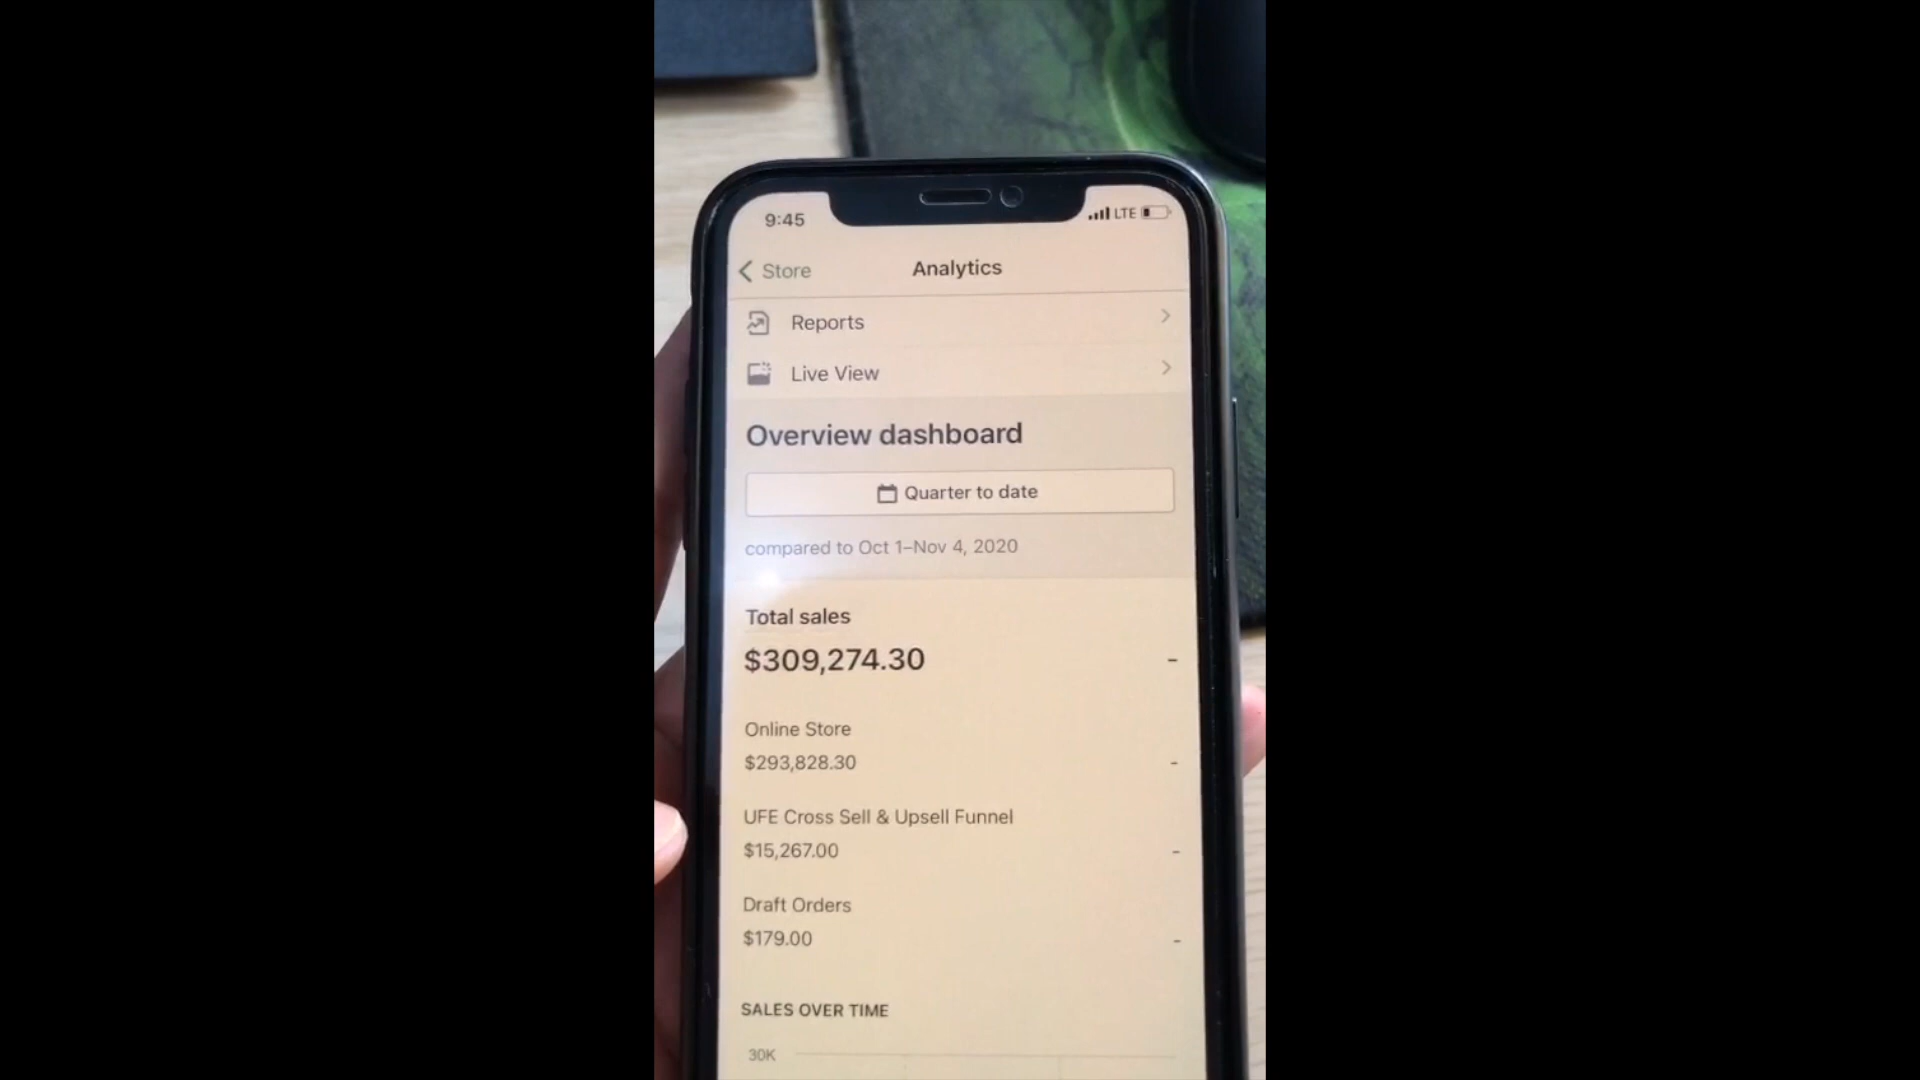 9:45
LTE
Store
Analytics
Reports
Live View
Overview dashboard
Quarter to date
compared to Oct 1–Nov 4, 2020
Total sales
$309,274.30
-
Online Store
$293,828.30
-
UFE Cross Sell & Upsell Funnel
$15,267.00
-
Draft Orders
$179.00
-
SALES OVER TIME
30K